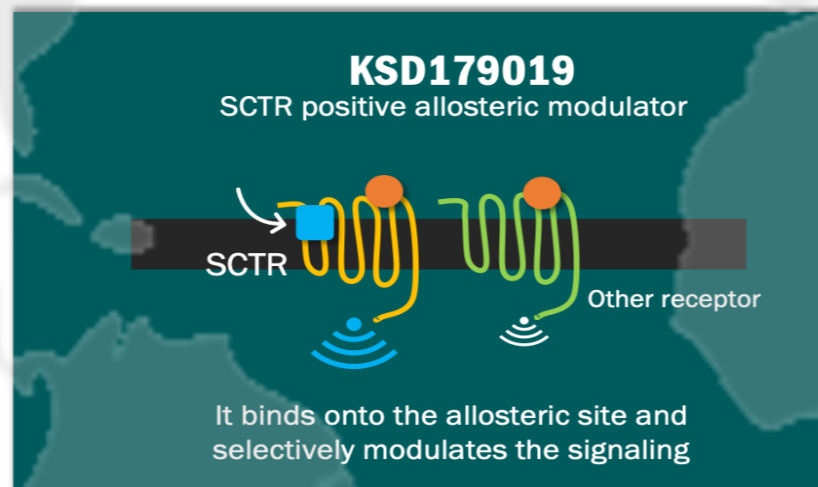 KSD179019
SCTR positive allosteric modulator
SCTR
Other receptor
It binds onto the allosteric site and
selectively modulates the signaling